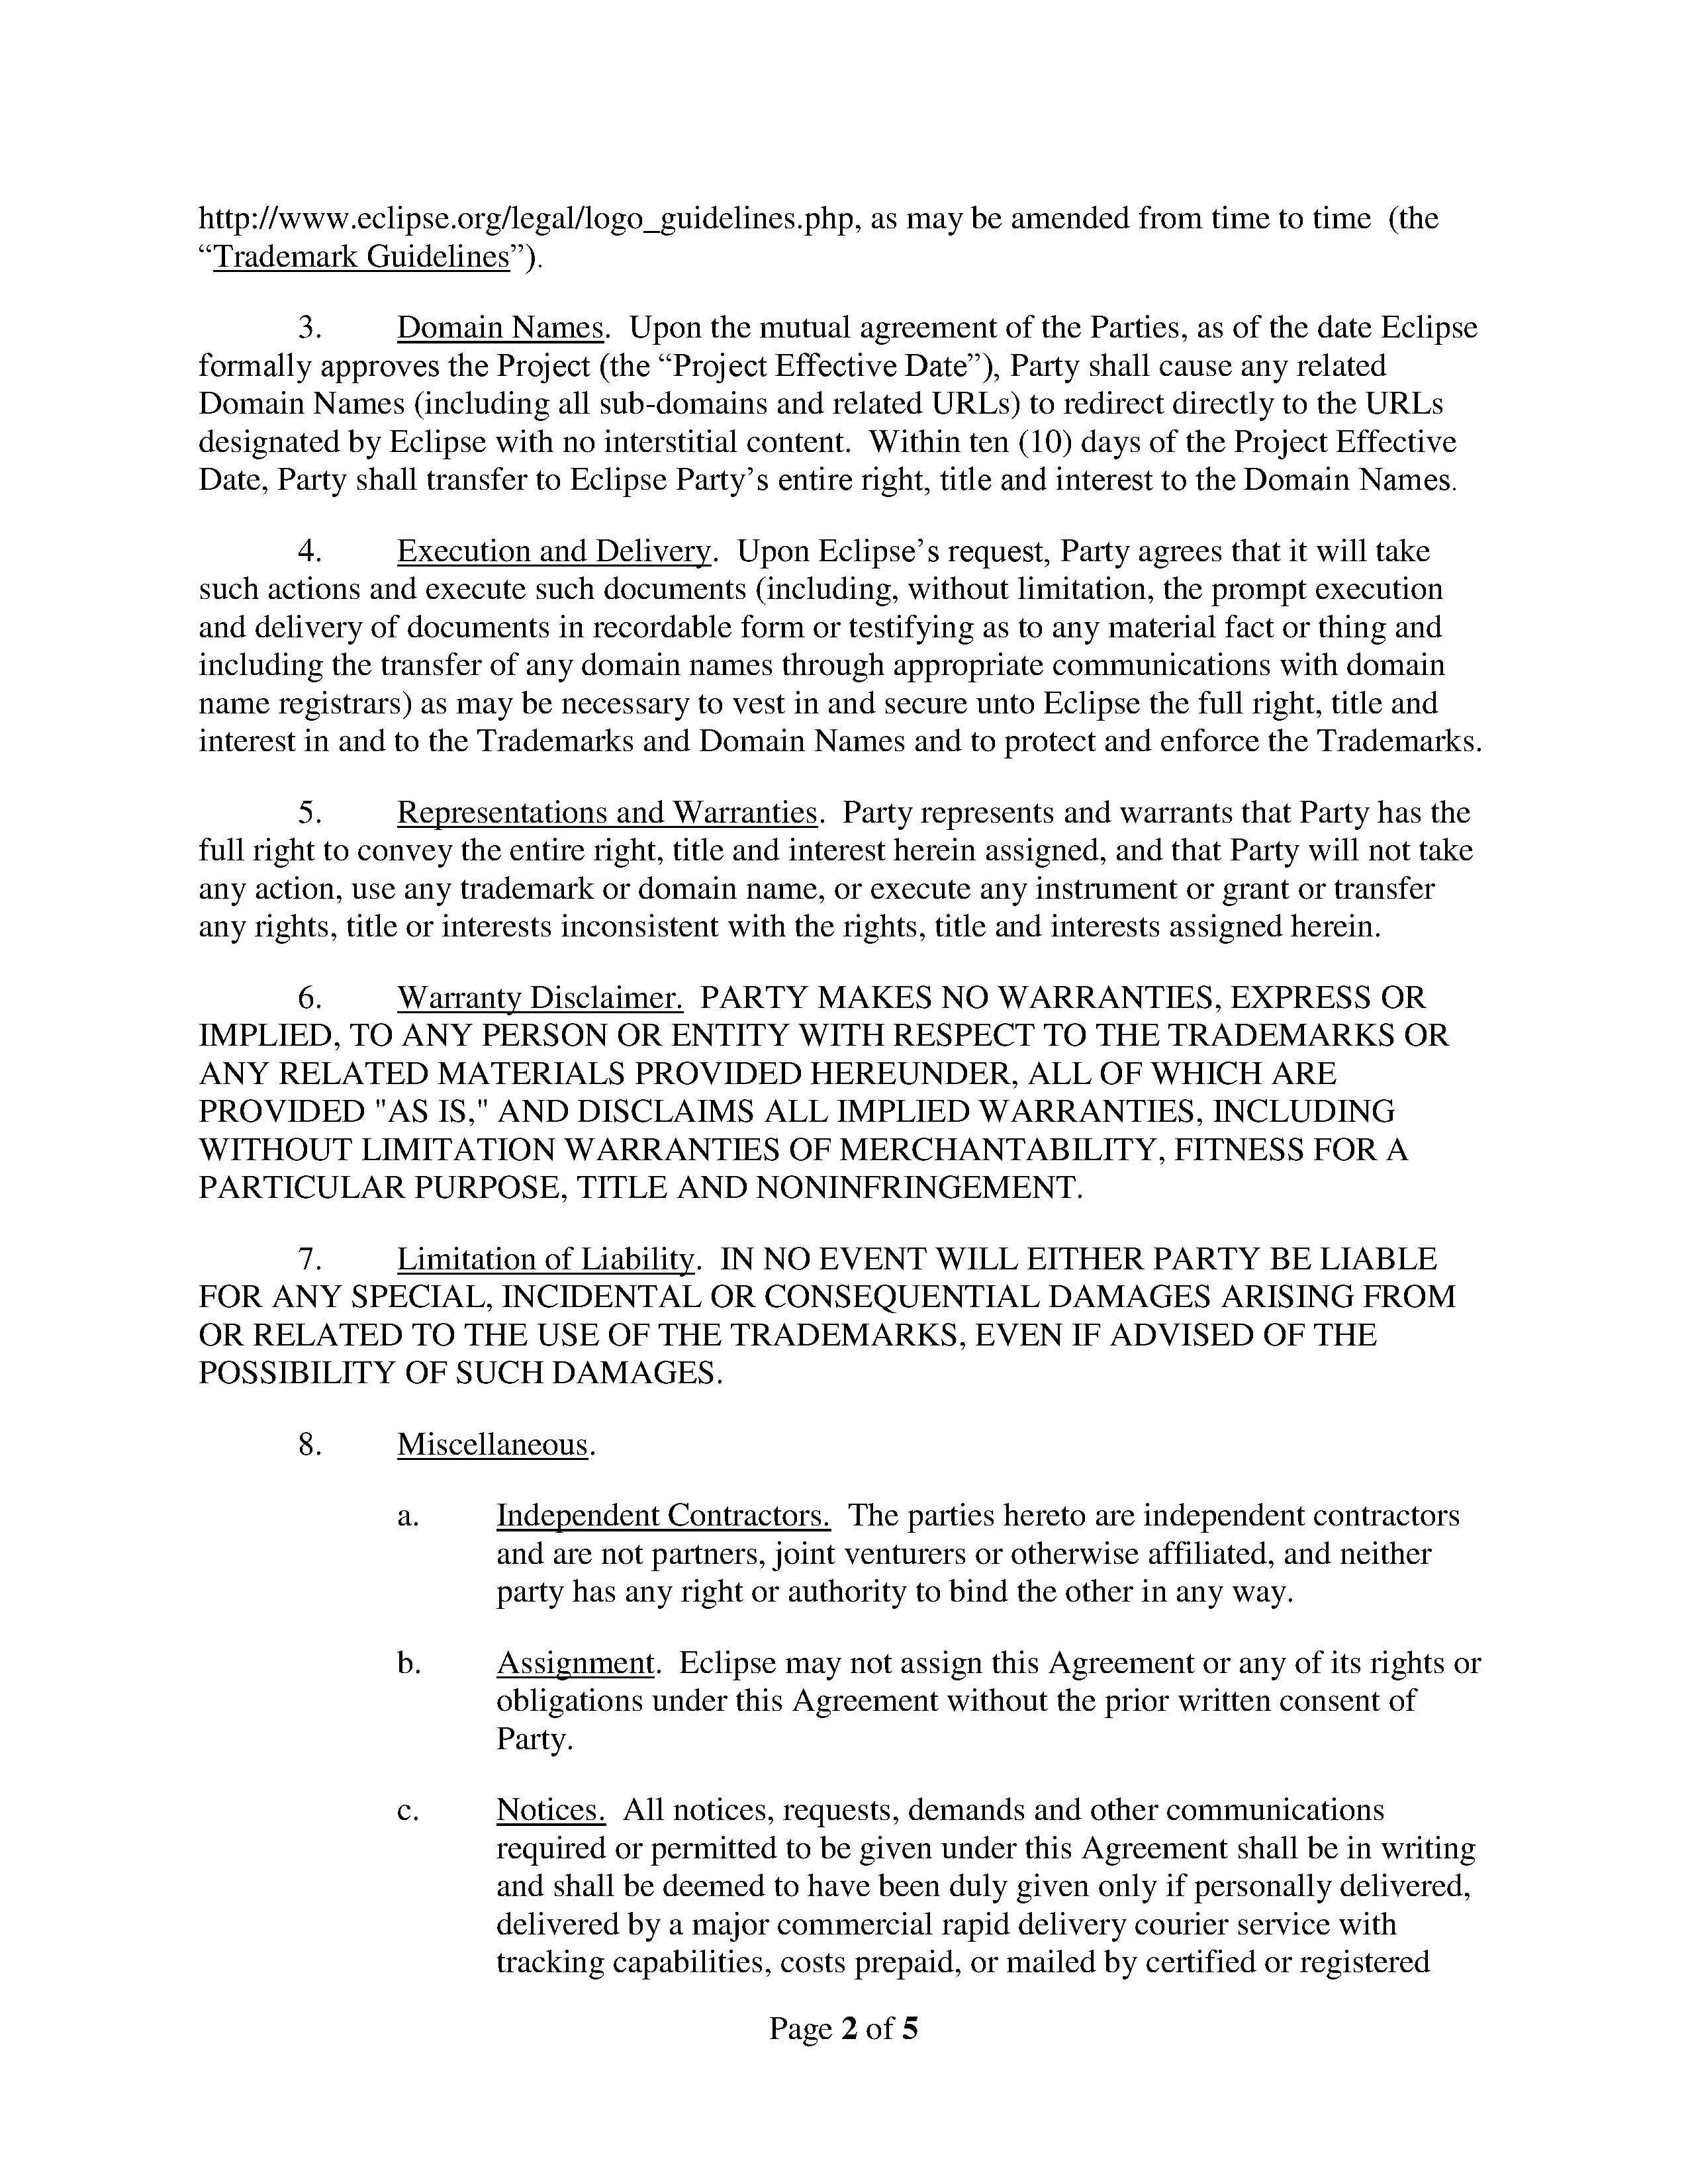 http://www.eclipse.org/legal/logo_guidelines.php, as may be amended from time to time  (the
“Trademark Guidelines”).
3. Domain Names.  Upon the mutual agreement of the Parties, as of the date Eclipse
formally approves the Project (the “Project Effective Date”), Party shall cause any related
Domain Names (including all sub-domains and related URLs) to redirect directly to the URLs
designated by Eclipse with no interstitial content.  Within ten (10) days of the Project Effective
Date, Party shall transfer to Eclipse Party’s entire right, title and interest to the Domain Names.
4. Execution and Delivery.  Upon Eclipse’s request, Party agrees that it will take
such actions and execute such documents (including, without limitation, the prompt execution
and delivery of documents in recordable form or testifying as to any material fact or thing and
including the transfer of any domain names through appropriate communications with domain
name registrars) as may be necessary to vest in and secure unto Eclipse the full right, title and
interest in and to the Trademarks and Domain Names and to protect and enforce the Trademarks.
5. Representations and Warranties.  Party represents and warrants that Party has the
full right to convey the entire right, title and interest herein assigned, and that Party will not take
any action, use any trademark or domain name, or execute any instrument or grant or transfer
any rights, title or interests inconsistent with the rights, title and interests assigned herein.
6. Warranty Disclaimer.  PARTY MAKES NO WARRANTIES, EXPRESS OR
IMPLIED, TO ANY PERSON OR ENTITY WITH RESPECT TO THE TRADEMARKS OR
ANY RELATED MATERIALS PROVIDED HEREUNDER, ALL OF WHICH ARE
PROVIDED "AS IS," AND DISCLAIMS ALL IMPLIED WARRANTIES, INCLUDING
WITHOUT LIMITATION WARRANTIES OF MERCHANTABILITY, FITNESS FOR A
PARTICULAR PURPOSE, TITLE AND NONINFRINGEMENT.
7. Limitation of Liability.  IN NO EVENT WILL EITHER PARTY BE LIABLE
FOR ANY SPECIAL, INCIDENTAL OR CONSEQUENTIAL DAMAGES ARISING FROM
OR RELATED TO THE USE OF THE TRADEMARKS, EVEN IF ADVISED OF THE
POSSIBILITY OF SUCH DAMAGES.
8. Miscellaneous.
a. Independent Contractors.  The parties hereto are independent contractors
and are not partners, joint venturers or otherwise affiliated, and neither
party has any right or authority to bind the other in any way.
b. Assignment.  Eclipse may not assign this Agreement or any of its rights or
obligations under this Agreement without the prior written consent of
Party.
c. Notices.  All notices, requests, demands and other communications
required or permitted to be given under this Agreement shall be in writing
and shall be deemed to have been duly given only if personally delivered,
delivered by a major commercial rapid delivery courier service with
tracking capabilities, costs prepaid, or mailed by certified or registered
Page 2 of 5